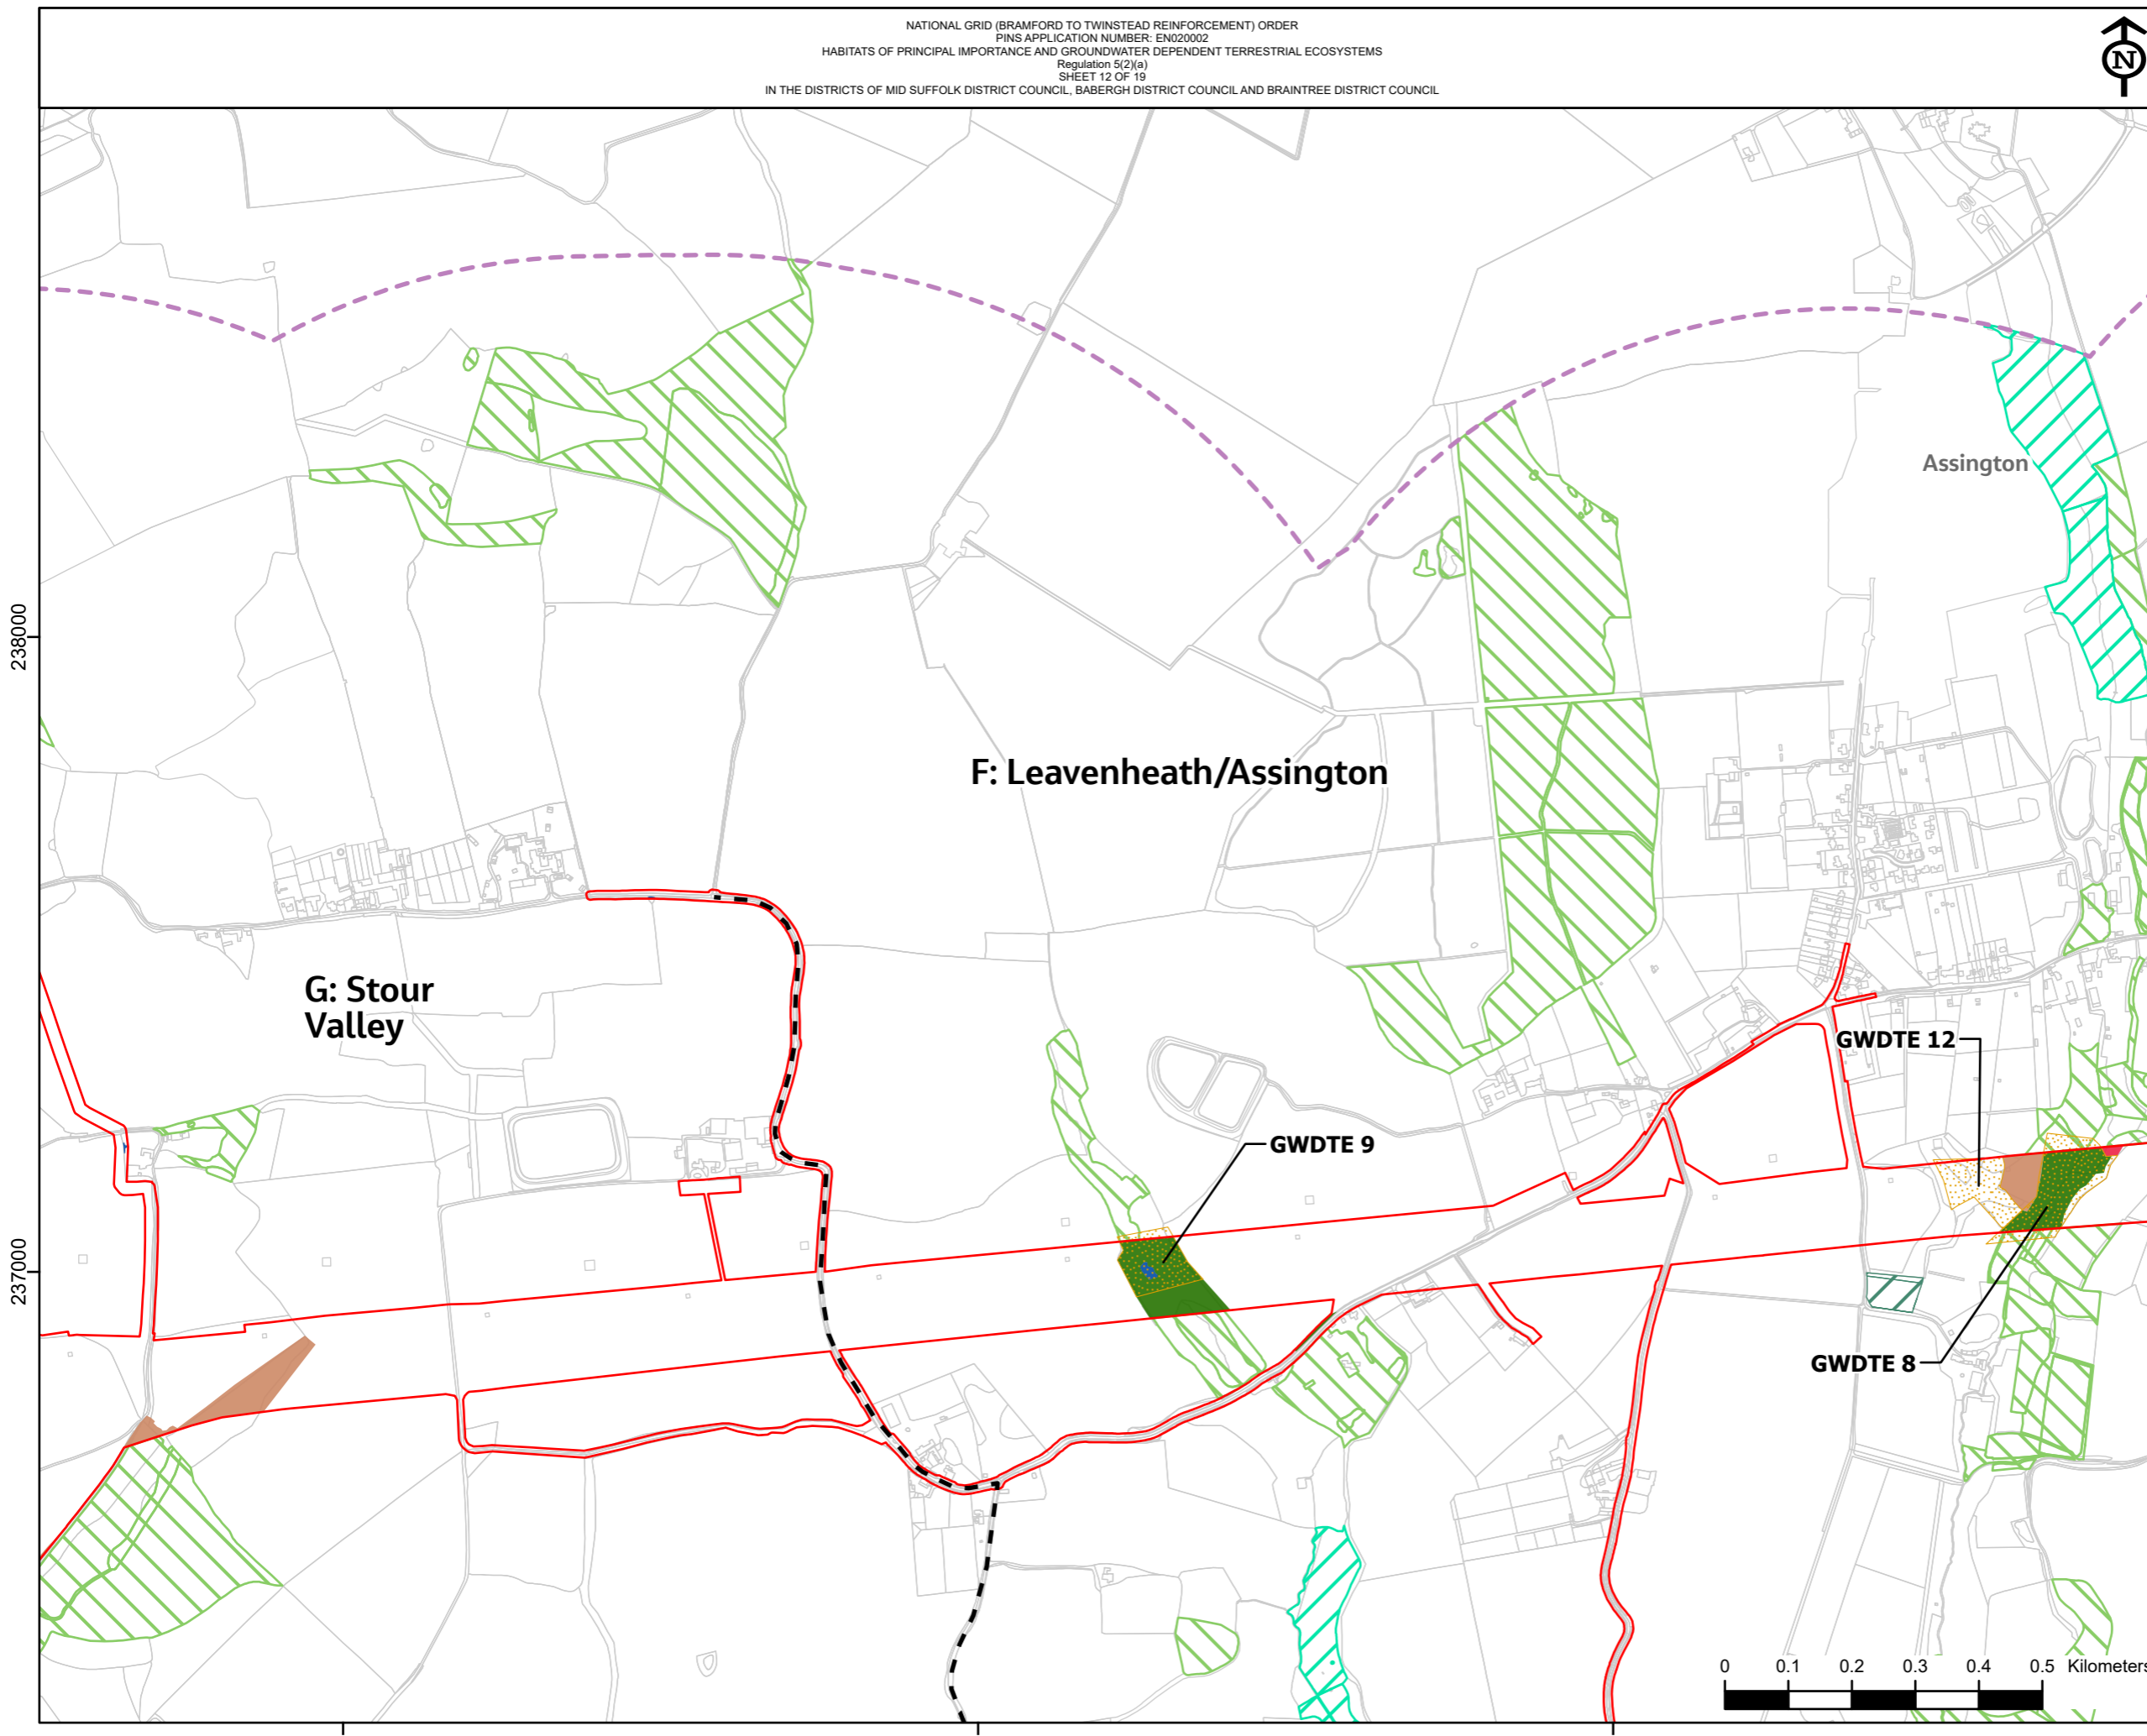 NATIONAL GRID (BRAMFORD TO TWINSTEAD REINFORCEMENT) ORDER
PINS APPLICATION NUMBER: EN020002
HABITATS OF PRINCIPAL IMPORTANCE AND GROUNDWATER DEPENDENT TERRESTRIAL ECOSYSTEMS
Regulation 5(2)(a)
SHEET 12 OF 19
IN THE DISTRICTS OF MID SUFFOLK DISTRICT COUNCIL, BABERGH DISTRICT COUNCIL AND BRAINTREE DISTRICT COUNCIL
N
Assington
238000
F: Leavenheath/Assington
G: Stour
Valley
GWDTE 12
GWDTE 9
237000
GWDTE 8
0 0.1 0.2 0.3 0.4 0.5 Kilometers